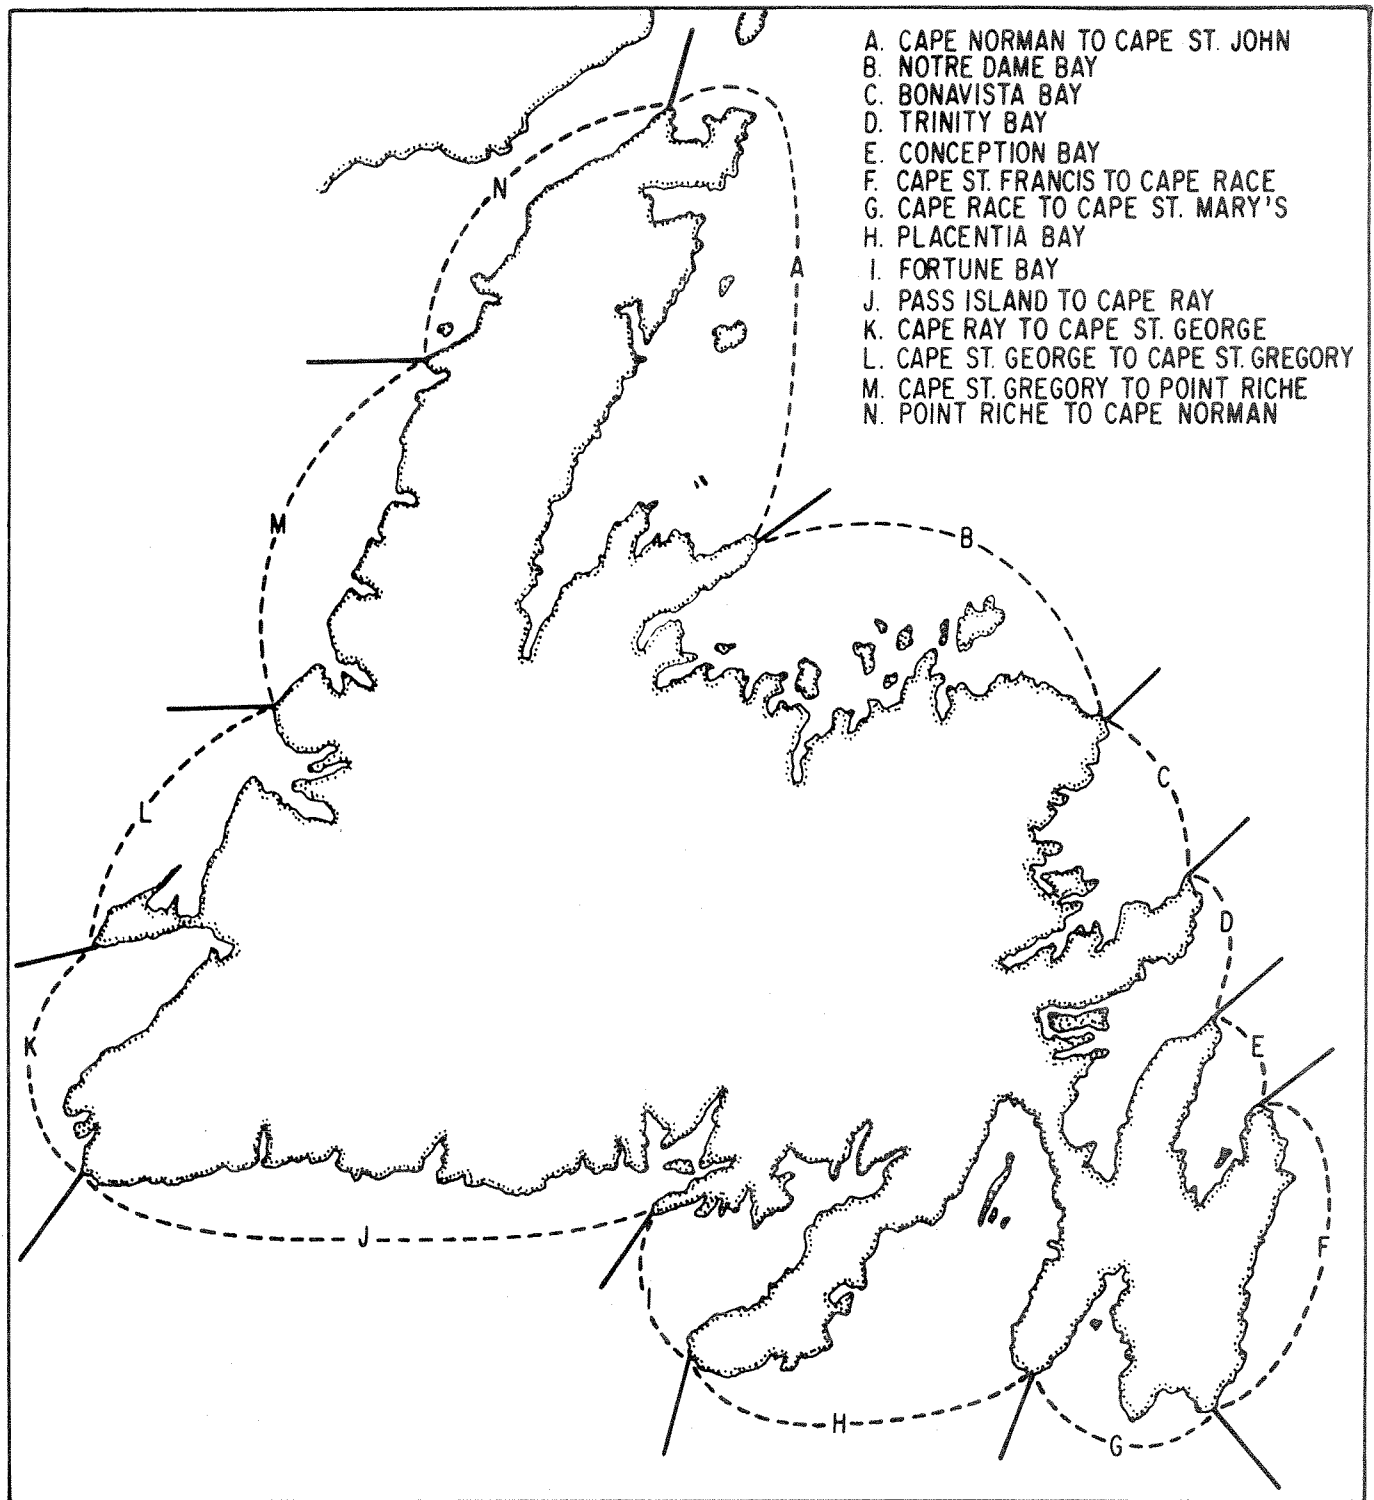 A. CAPE NORMAN TO CAPE ST. JOHN
B. NOTRE DAME BAY
C. BONAVISTA BAY
D. TRINITY BAY
E. CONCEPTION BAY
F. CAPE ST. FRANCIS TO CAPE RACE
G. CAPE RACE TO CAPE ST. MARY'S
H. PLACENTIA BAY
I. FORTUNE BAY
J. PASS ISLAND TO CAPE RAY
K. CAPE RAY TO CAPE ST. GEORGE
L. CAPE ST. GEORGE TO CAPE ST. GREGORY
M. CAPE ST. GREGORY TO POINT RICHE
N. POINT RICHE TO CAPE NORMAN
N
A
M
B
C
L
D
K
E
J
F
I
H
G